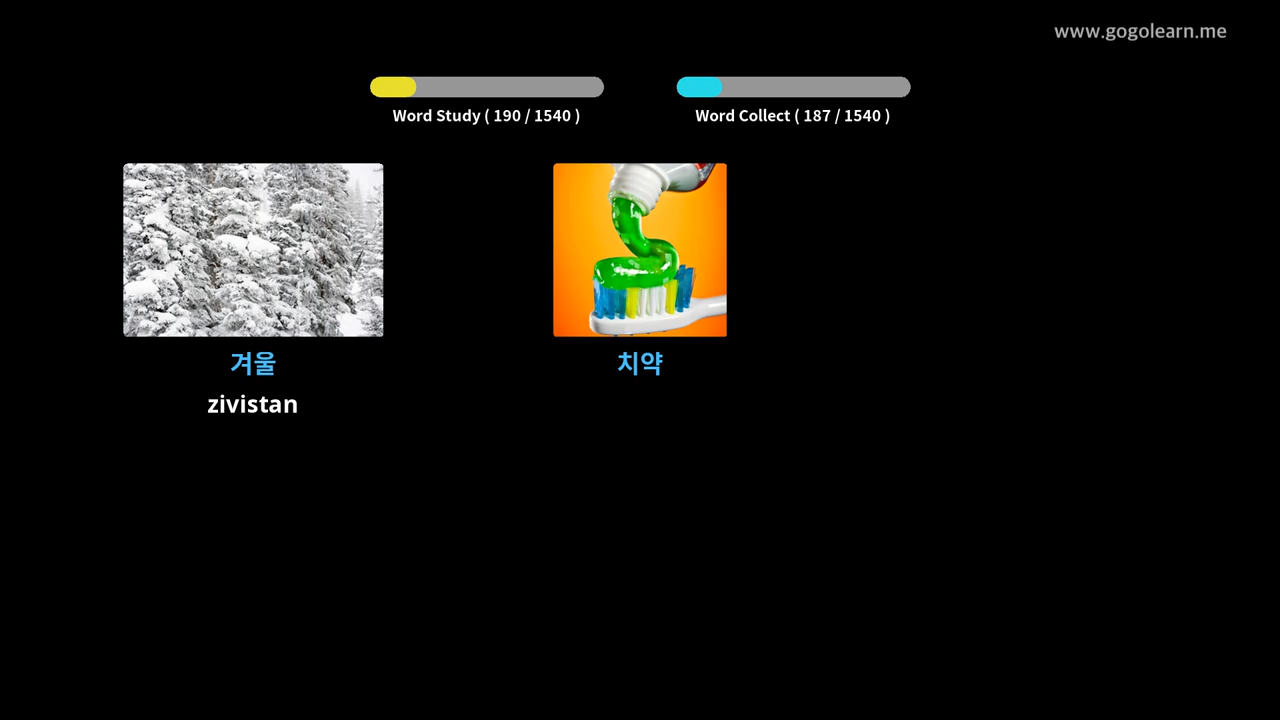 www.gogolearn.me
Word Study ( 190 / 1540 )
Word Collect ( 187 / 1540 )
겨울
치약
zivistan